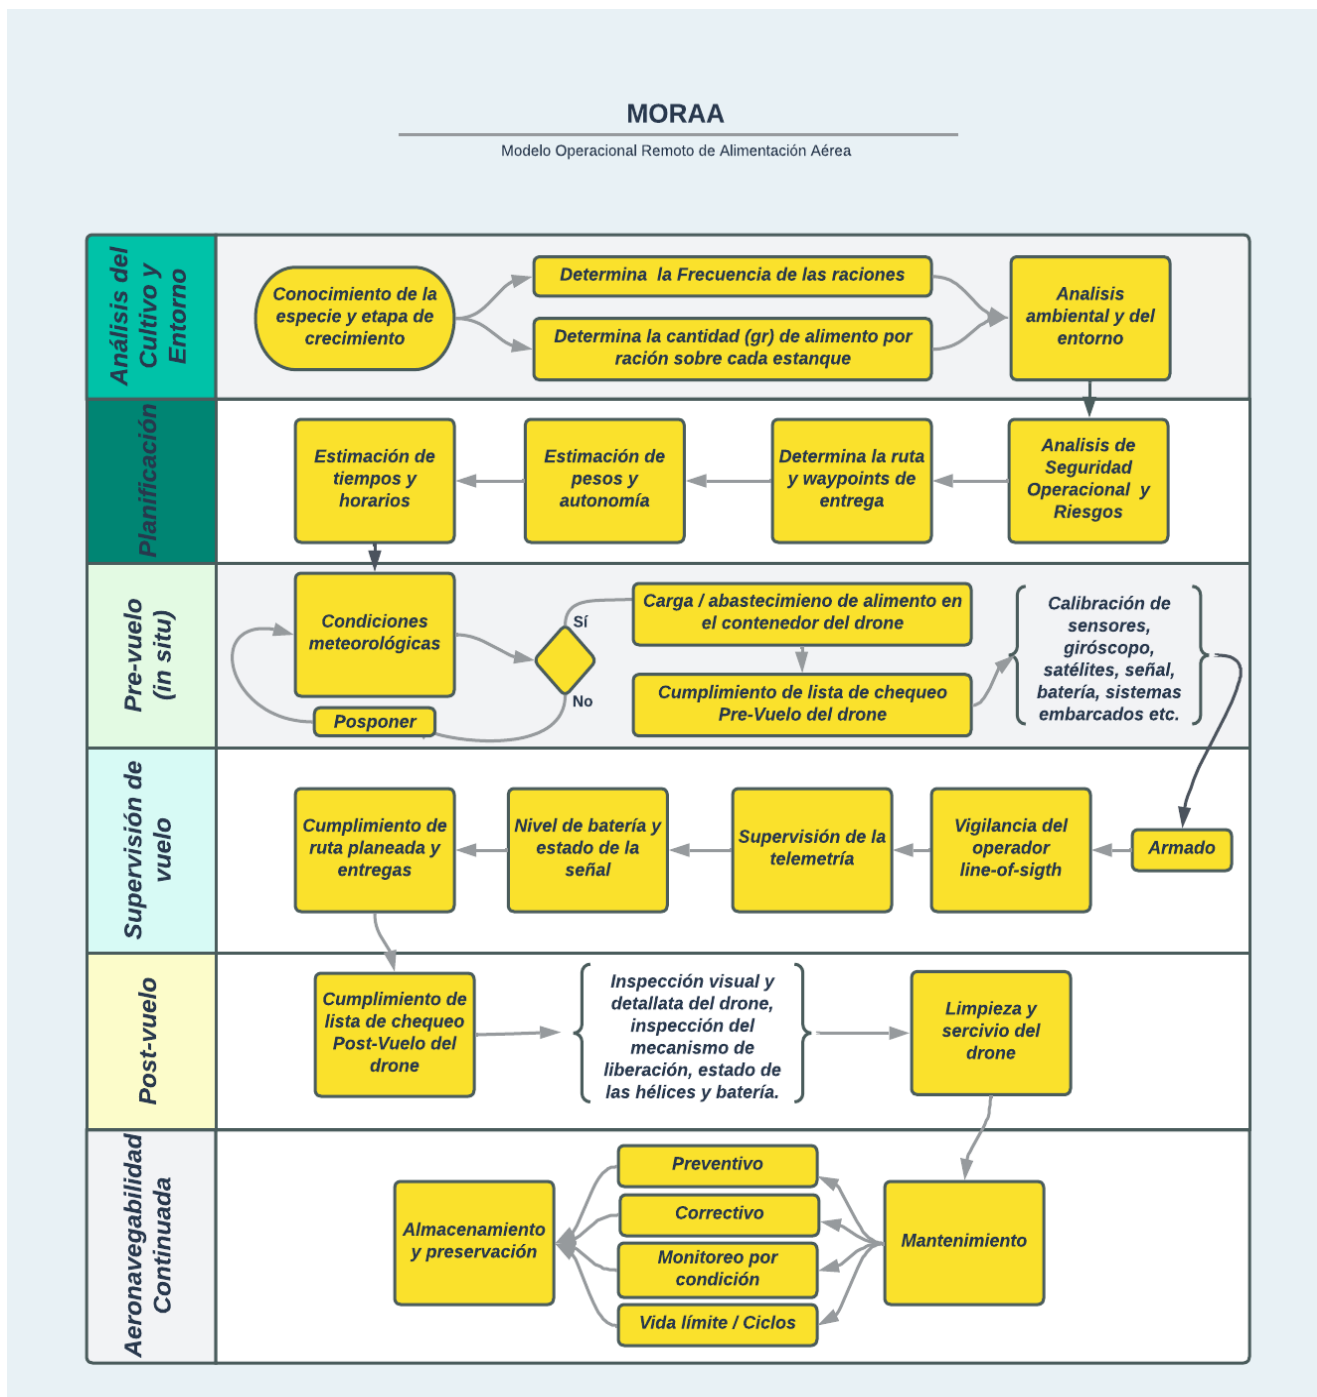 MORAA
Modelo Operacional Remoto de Alimentación Aérea
Análisis del
Cultivo y
Entorno
Conocimiento de la
especie y etapa de
crecimiento
Determina  la Frecuencia de las raciones
Determina la cantidad (gr) de alimento por
ración sobre cada estanque
Analisis
ambiental y del
entorno
Planificación
Estimación de
tiempos y
horarios
Estimación de
pesos y
autonomía
Determina la ruta
y waypoints de
entrega
Analisis de
Seguridad
Operacional  y
Riesgos
Pre-vuelo
(in situ)
Condiciones
meteorológicas
Posponer
Sí
No
Carga / abastecimieno de alimento en
el contenedor del drone
Cumplimiento de lista de chequeo
Pre-Vuelo del drone
Calibración de
sensores,
giróscopo,
satélites, señal,
batería, sistemas
embarcados etc.
Supervisión de
vuelo
Cumplimiento de
ruta planeada y
entregas
Nivel de batería y
estado de la
señal
Supervisión de la
telemetría
Vigilancia del
operador
line-of-sigth
Armado
Post-vuelo
Cumplimiento de
lista de chequeo
Post-Vuelo del
drone
Inspección visual y
detallata del drone,
inspección del
mecanismo de
liberación, estado de
las hélices y batería.
Limpieza y
sercivio del
drone
Aeronavegabilidad
Continuada
Almacenamiento
y preservación
Preventivo
Correctivo
Monitoreo por
condición
Vida límite / Ciclos
Mantenimiento